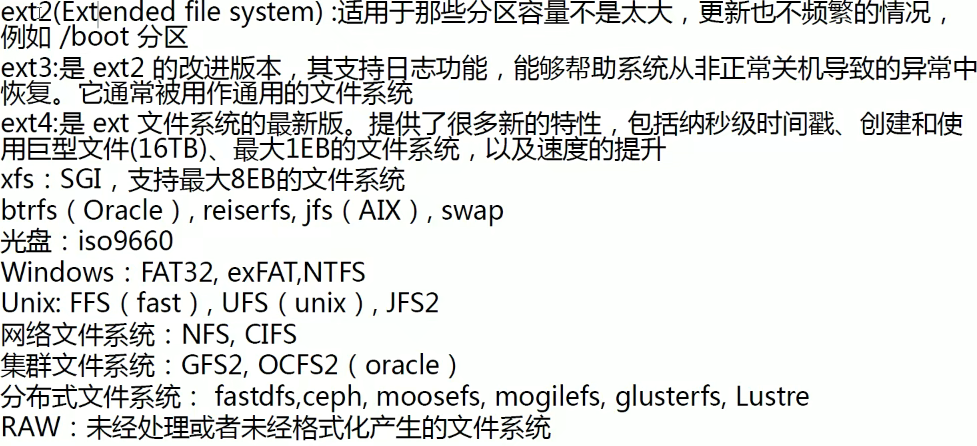 ext2(Extended file system) :适用于那些分区容量不是太大，更新也不频繁的情况，
例如 /boot 分区
ext3:是 ext2 的改进版本，其支持日志功能，能够帮助系统从非正常关机导致的异常中
恢复。它通常被用作通用的文件系统
ext4:是 ext 文件系统的最新版。提供了很多新的特性，包括纳秒级时间戳、创建和使
用巨型文件(16TB)、最大1EB的文件系统，以及速度的提升
xfs：SGI，支持最大8EB的文件系统
btrfs（Oracle）, reiserfs, jfs（AIX）, swap
光盘：iso9660
Windows：FAT32, exFAT,NTFS
Unix: FFS（fast）, UFS（unix）, JFS2
网络文件系统：NFS, CIFS
集群文件系统：GFS2, OCFS2（oracle）
分布式文件系统： fastdfs,ceph, moosefs, mogilefs, glusterfs, Lustre
RAW：未经处理或者未经格式化产生的文件系统